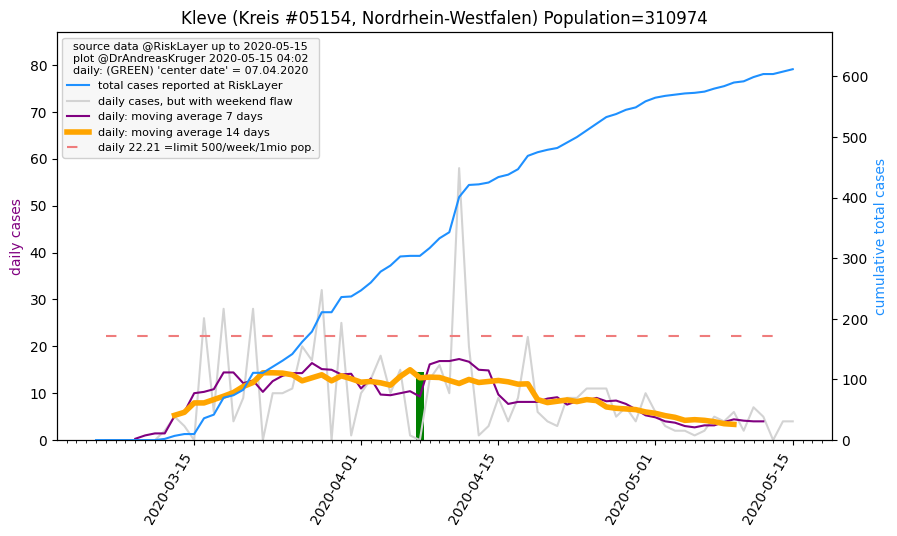 Kleve (Kreis #05154, Nordrhein-Westfalen) Population=310974
source data @RiskLayer up to 2020-05-15
plot @DrAndreasKruger 2020-05-15 04:02
daily: (GREEN) 'center date' = 07.04.2020
total cases reported at RiskLayer
daily cases, but with weekend flaw
daily: moving average 7 days
daily: moving average 14 days
daily 22.21 =limit 500/week/1mio pop.
daily cases
80
70
60
50
40
30
20
10
0
600
500
400
300
200
100
0
cumulative total cases
2020-03-15
2020-04-01
2020-04-15
2020-05-01
2020-05-15